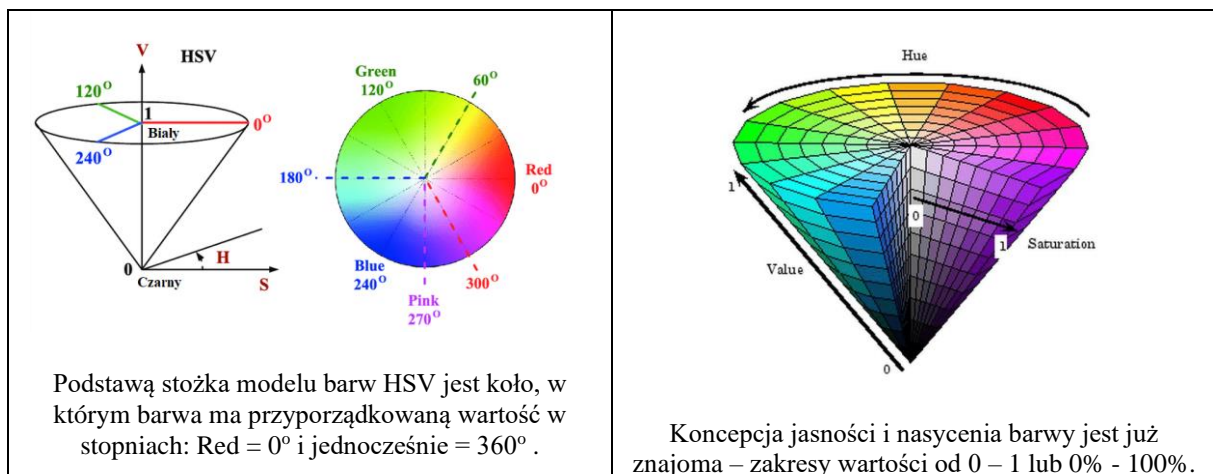 V
HSV
120°
1
Biały
0°
240°
0
Czarny
H
S
Green
120°
60°
180°
Red
0°
Blue
240°
Pink
270°
300°
Podstawą stożka modelu barw HSV jest koło, w
którym barwa ma przyporządkowaną wartość w
stopniach: Red = 0º i jednocześnie = 360º .
Hue
1
0
1
Saturation
Value
0
Koncepcja jasności i nasycenia barwy jest już
znajoma – zakresy wartości od 0 – 1 lub 0% - 100%.